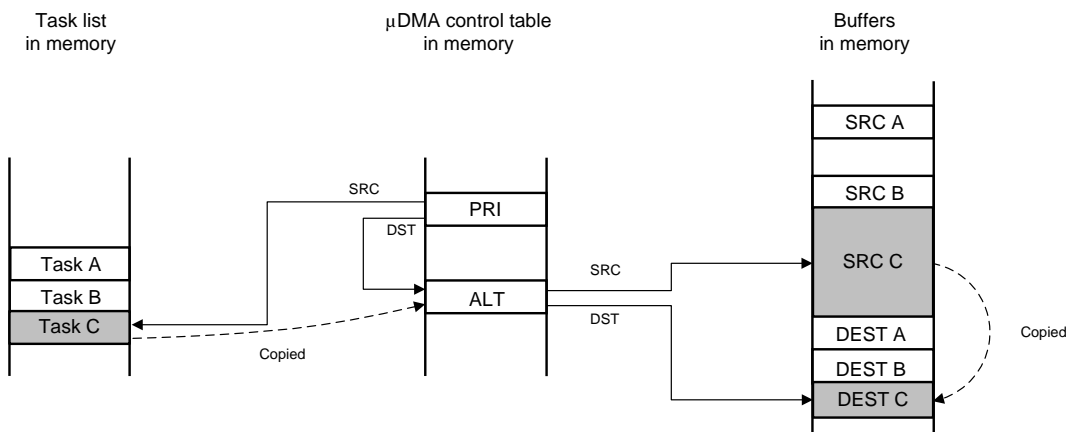 Task list
in memory
μDMA control table
in memory
Buffers
in memory
SRC A
SRC B
SRC
PRI
DST
Task A
SRC
SRC C
Task B
ALT
Task C
DST
DEST A
Copied
Copied
DEST B
DEST C